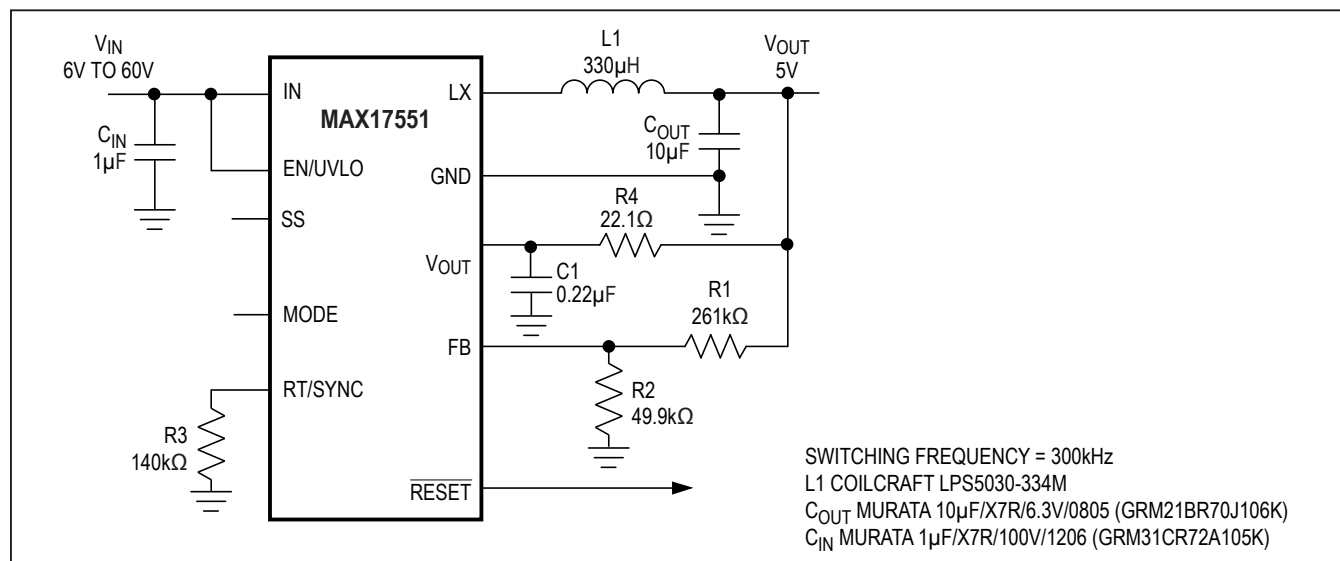 VIN
6V TO 60V
CIN
1µF
IN
EN/UVLO
SS
MODE
RT/SYNC
R3
140kΩ
MAX17551
LX
GND
VOUT
FB
RESET
L1
330µH
VOUT
5V
COUT
10µF
R4
22.1Ω
C1
0.22µF
R1
261kΩ
R2
49.9kΩ
SWITCHING FREQUENCY = 300kHz
L1 COILCRAFT LPS5030-334M
COUT MURATA 10µF/X7R/6.3V/0805 (GRM21BR70J106K)
CIN MURATA 1µF/X7R/100V/1206 (GRM31CR72A105K)